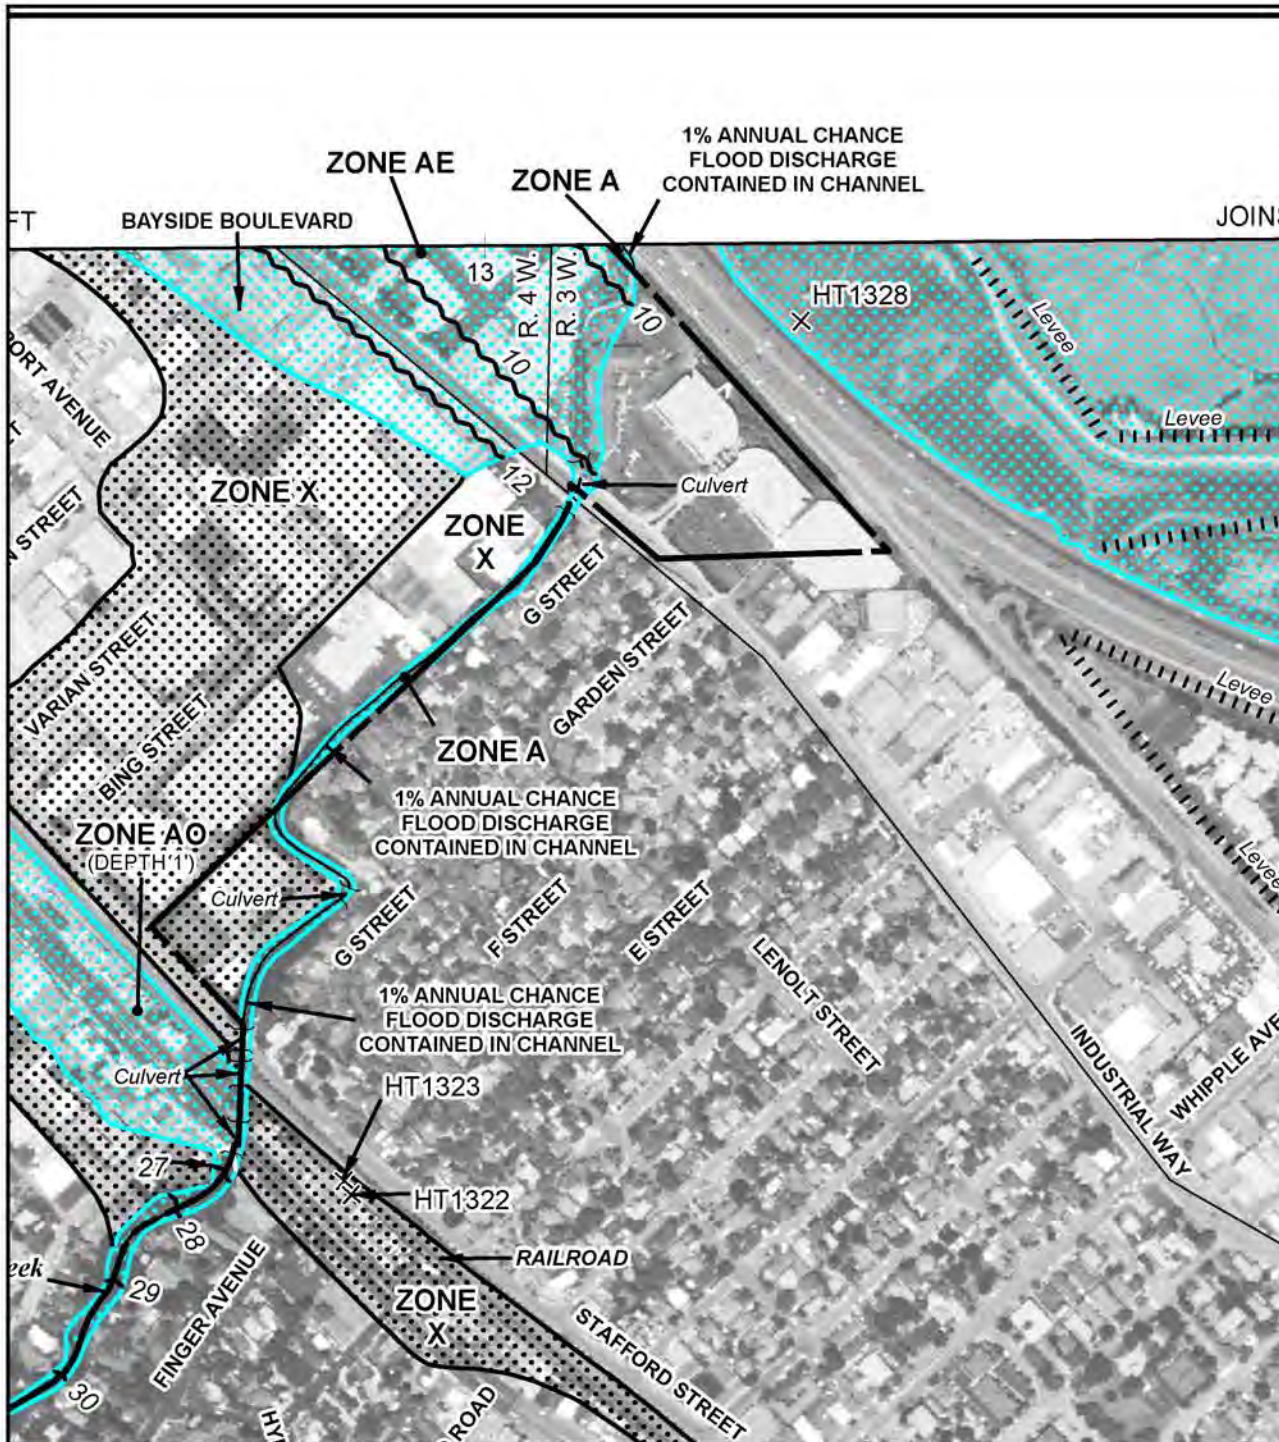 1% ANNUAL CHANCE
FLOOD DISCHARGE
CONTAINED IN CHANNEL
ZONE AE
ZONE A
FT
BAYSIDE BOULEVARD
JOINS
13
R. 4 W.
R. 3 W.
10
10
HT1328
Levee
Levee
PORT AVENUE
ZONE X
12
Culvert
ZONE
X
N STREET
G STREET
GARDEN STREET
VARIAN STREET
BING STREET
Levee
ZONE A
1% ANNUAL CHANCE
FLOOD DISCHARGE
CONTAINED IN CHANNEL
ZONE AO
(DEPTH 1')
Culvert
G STREET
F STREET
E STREET
Levee
LENOLT STREET
1% ANNUAL CHANCE
FLOOD DISCHARGE
CONTAINED IN CHANNEL
INDUSTRIAL WAY
WHIPPLE AVE
Culvert
HT1323
27
HT1322
28
RAILROAD
eek
29
FINGER AVENUE
ZONE
X
STAFFORD STREET
30
HY
ROAD